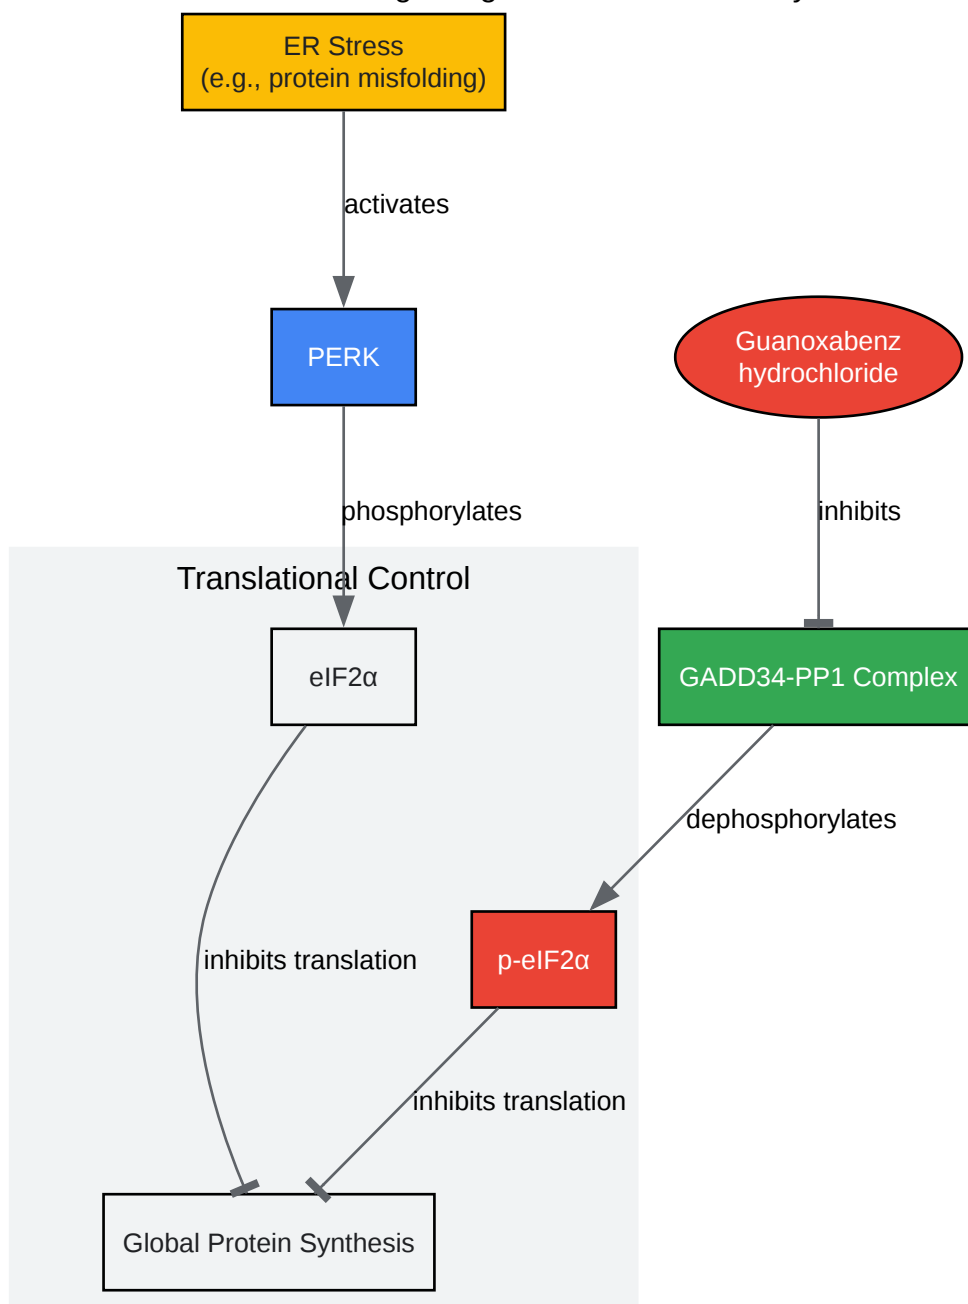 ER Stress
(e.g., protein misfolding)
activates
PERK
Guanoxabenz
hydrochloride
phosphorylates
inhibits
Translational Control
eIF2α
GADD34-PP1 Complex
dephosphorylates
inhibits translation
p-eIF2α
inhibits translation
Global Protein Synthesis